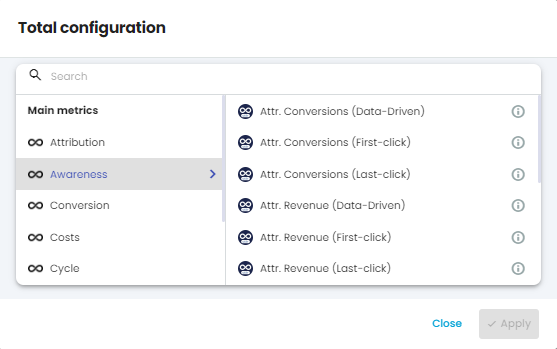 Total configuration
Search
Main metrics
Attribution
Awareness
Conversion
Costs
Cycle
Attr. Conversions (Data-Driven)
Attr. Conversions (First-click)
Attr. Conversions (Last-click)
Attr. Revenue (Data-Driven)
Attr. Revenue (First-click)
Attr. Revenue (Last-click)
Close
Apply